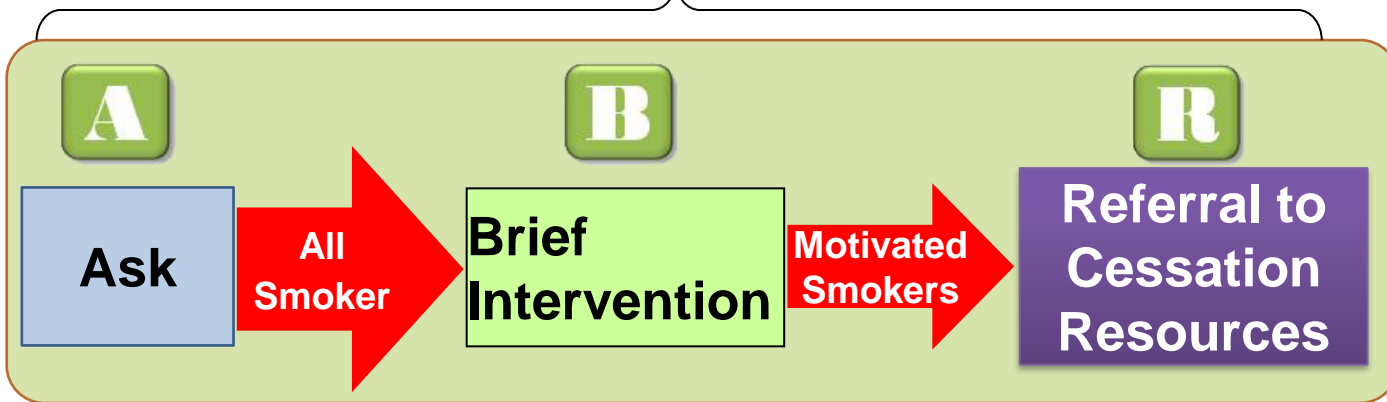 A
B
R
Ask
All
Smoker
Brief
Intervention
Motivated
Smokers
Referral to
Cessation
Resources